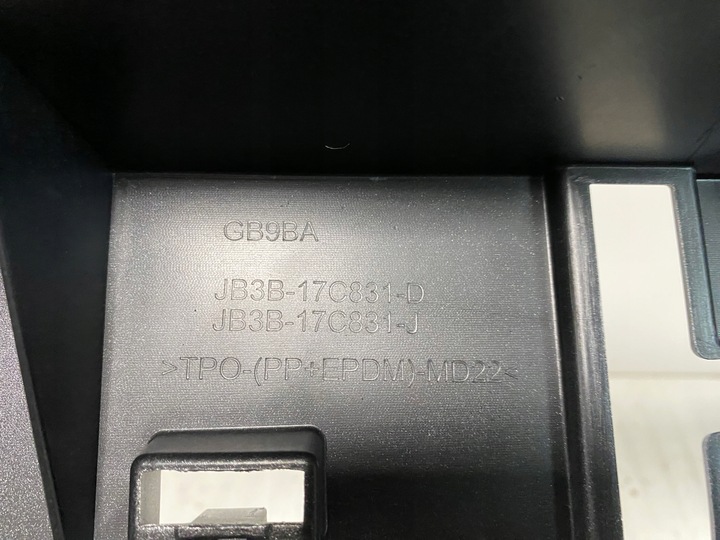 GB9BA
JB3B-17C831-D
JB3B-17C831-J
>TPO-(PP+EPDM)-MD22<